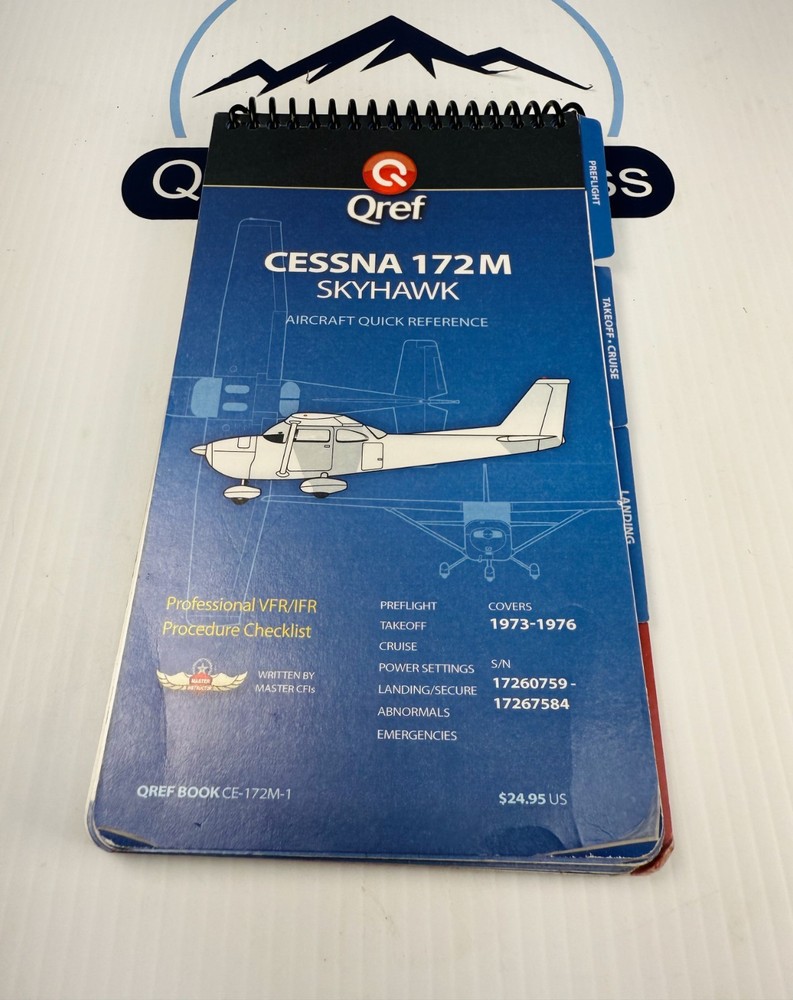 Q
SS
Qref
CESSNA 172M
SKYHAWK
AIRCRAFT QUICK REFERENCE
PREFLIGHT
TAKEOFF • CRUISE
LANDING
Professional VFR/IFR
Procedure Checklist
MASTER
INSTRUCTOR
WRITTEN BY
MASTER CFIs
PREFLIGHT
TAKEOFF
CRUISE
POWER SETTINGS
LANDING/SECURE
ABNORMALS
EMERGENCIES
COVERS
1973-1976
S/N
17260759 -
17267584
QREF BOOK CE-172M-1
$24.95 US